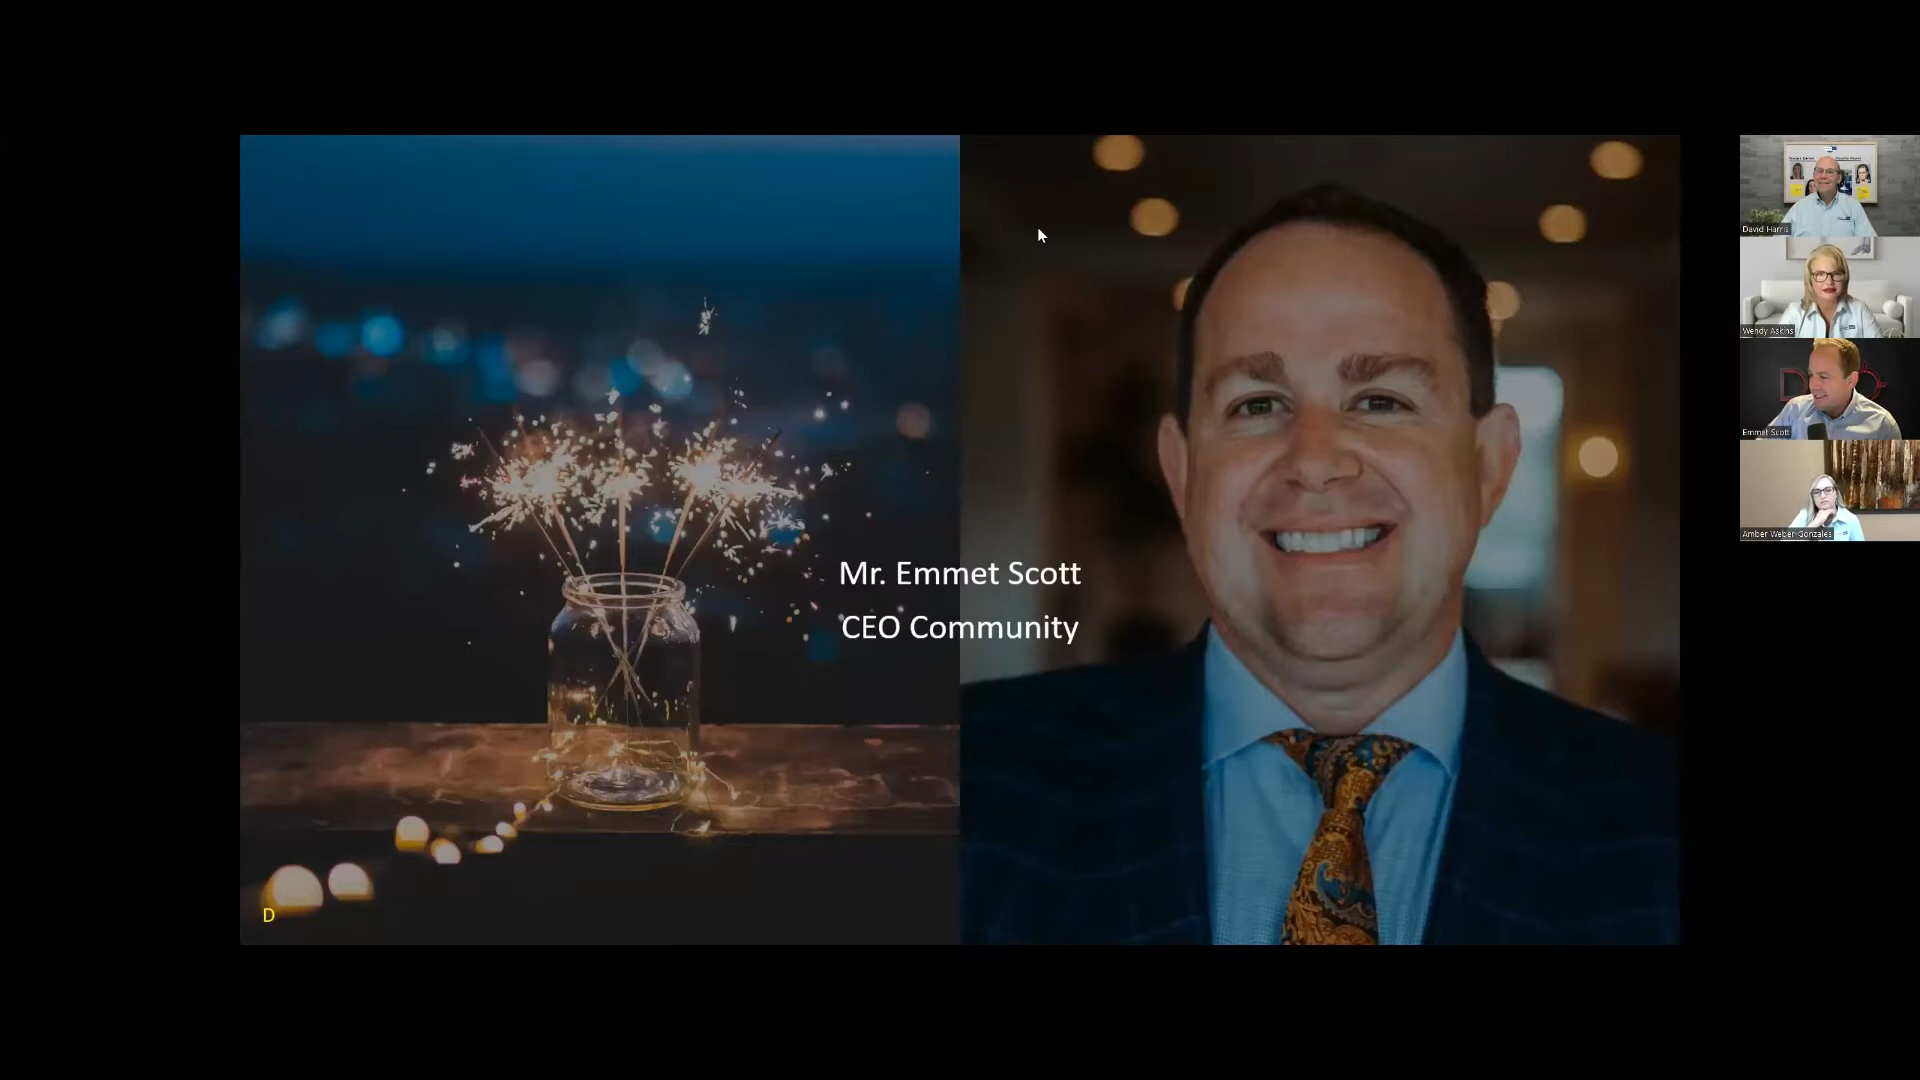 Mr. Emmet Scott
CEO Community
D
David Harris
Wendy Askins
Emmet Scott
Amber Weber-Gonzales